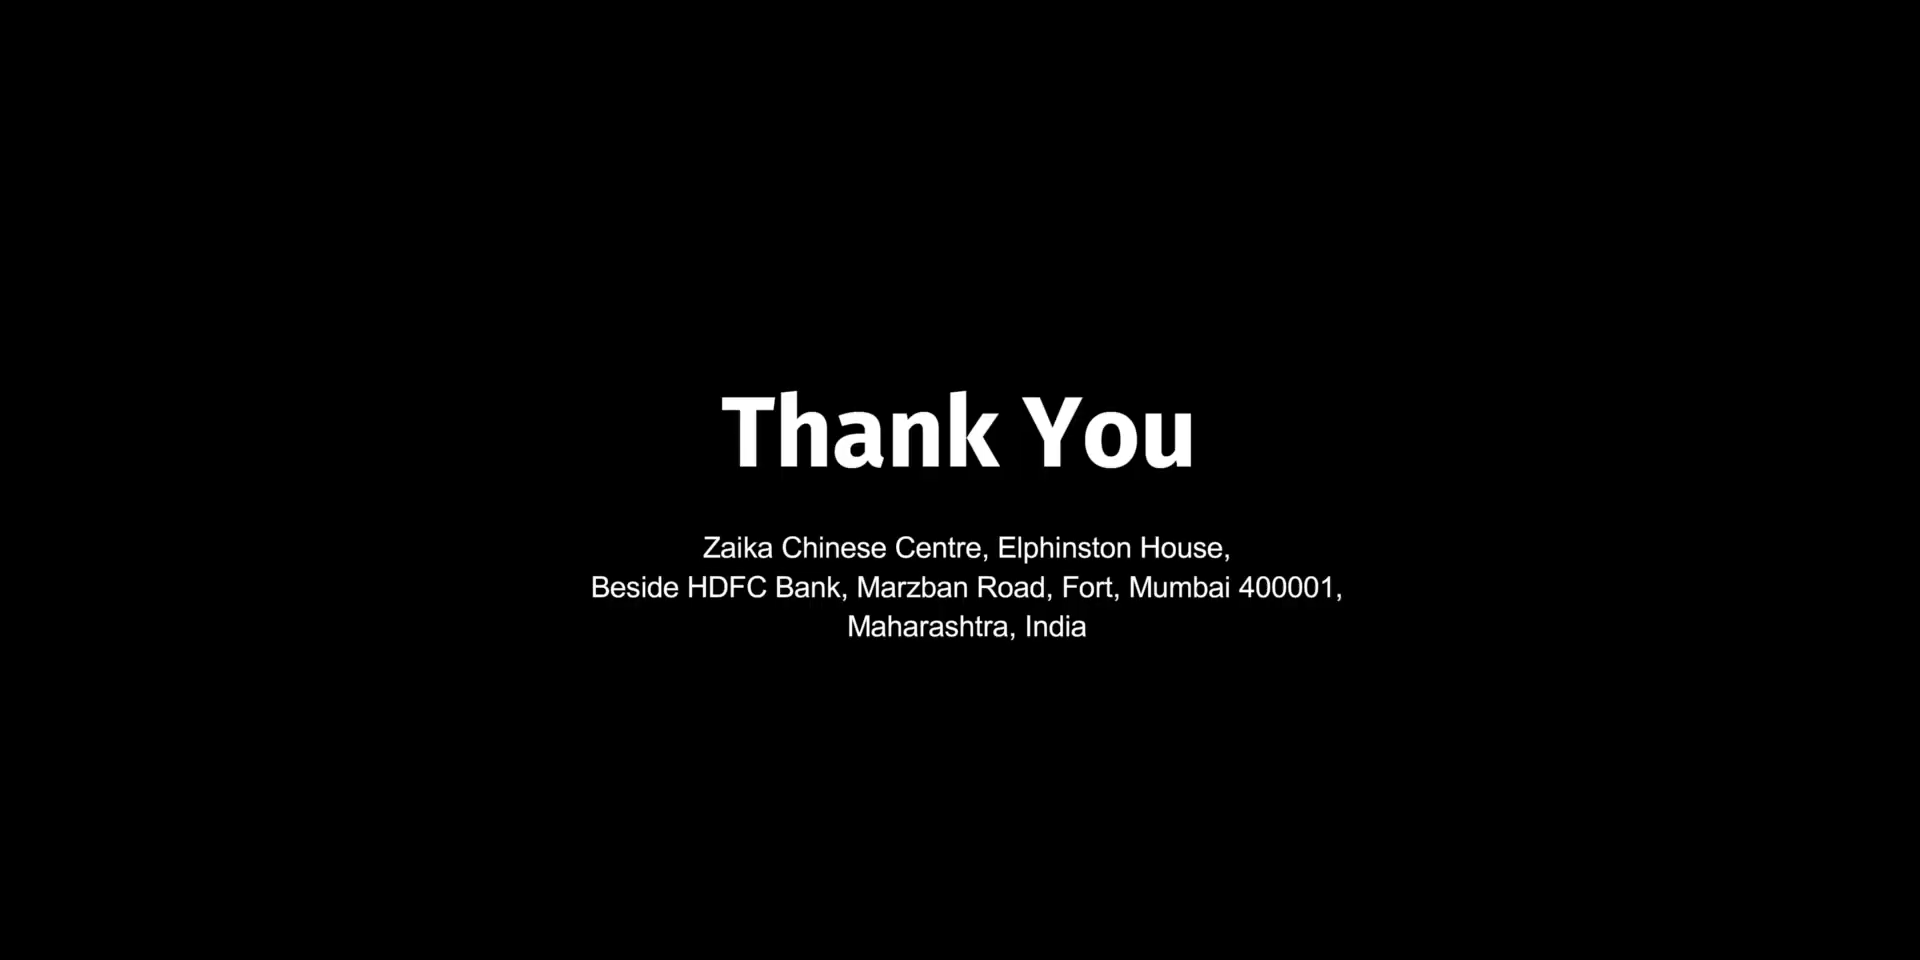 Thank You
Zaika Chinese Centre, Elphinston House,
Beside HDFC Bank, Marzban Road, Fort, Mumbai 400001,
Maharashtra, India